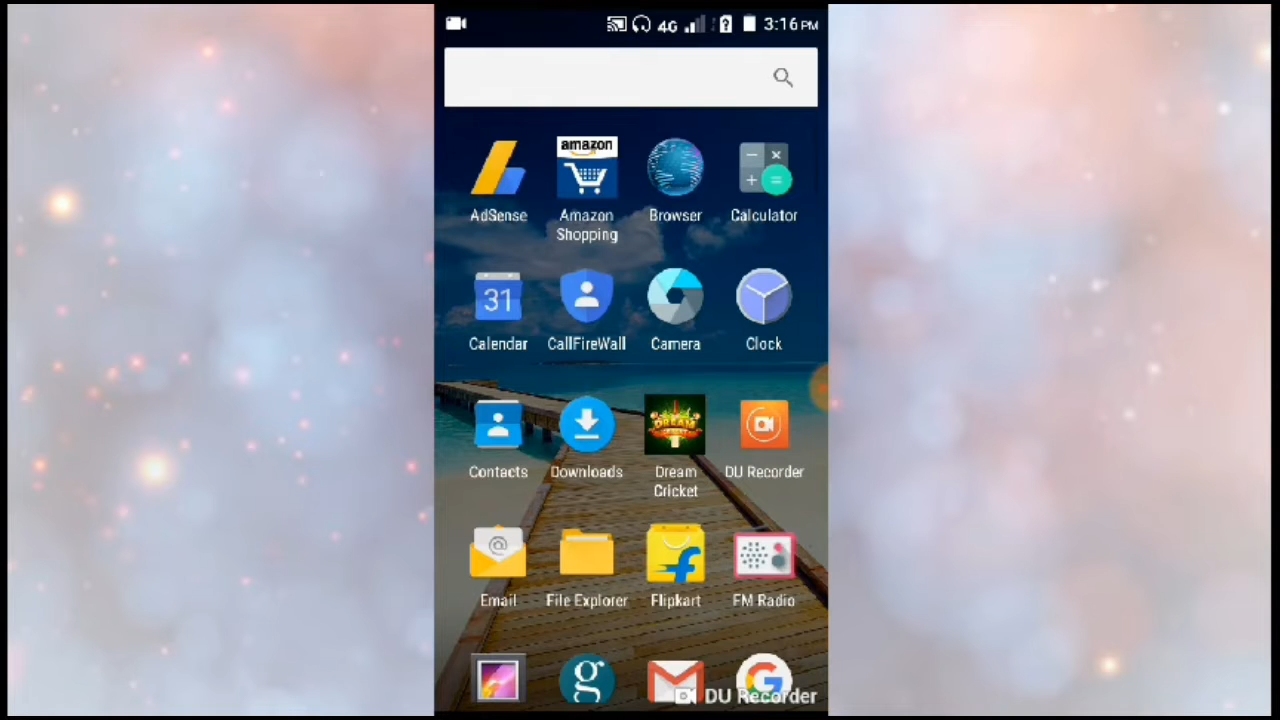 4G 3:16 PM
amazon
AdSense Amazon Shopping Browser Calculator
31
Calendar CallFireWall Camera Clock
DREAM
Contacts Downloads Dream Cricket DU Recorder
Email File Explorer Flipkart FM Radio
DU Recorder